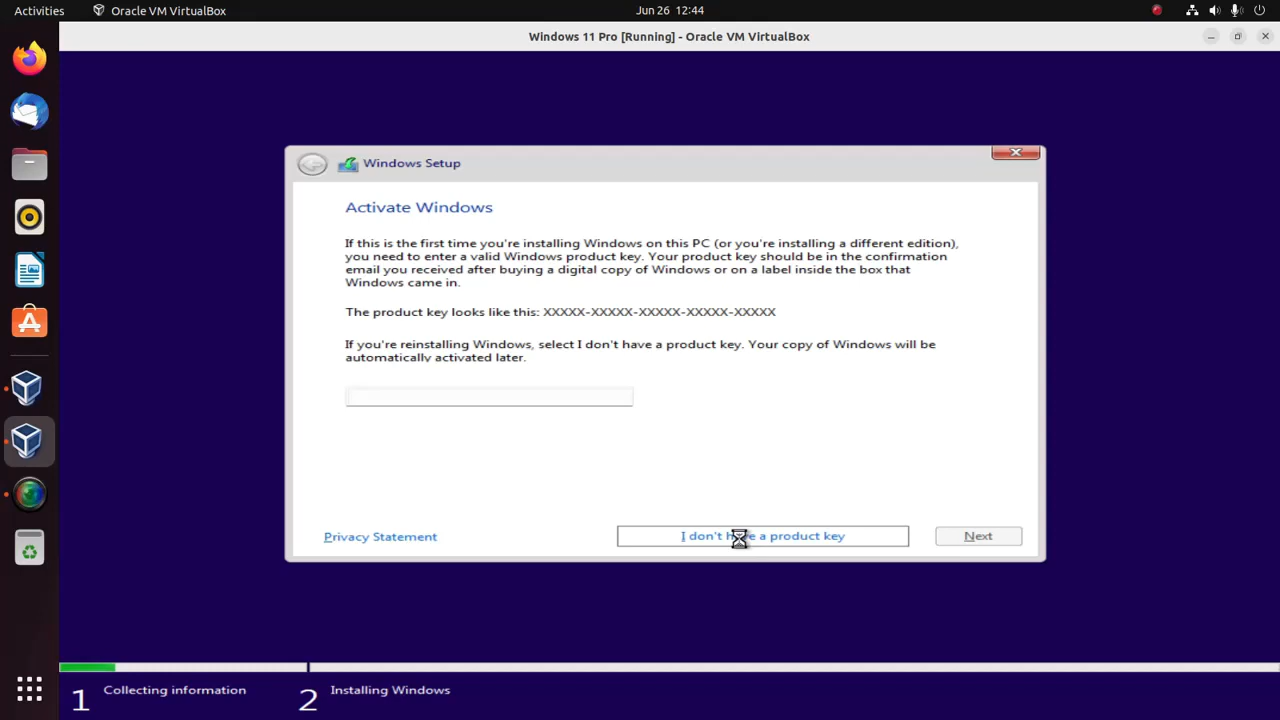 Activities
Oracle VM VirtualBox
Jun 26 12:44
Windows 11 Pro [Running] - Oracle VM VirtualBox
Windows Setup
Activate Windows
If this is the first time you're installing Windows on this PC (or you're installing a different edition),
you need to enter a valid Windows product key. Your product key should be in the confirmation
email you received after buying a digital copy of Windows or on a label inside the box that
Windows came in.
The product key looks like this: XXXXX-XXXXX-XXXXX-XXXXX-XXXXX
If you're reinstalling Windows, select I don't have a product key. Your copy of Windows will be
automatically activated later.
Privacy Statement
I don't have a product key
Next
1 Collecting information
2 Installing Windows